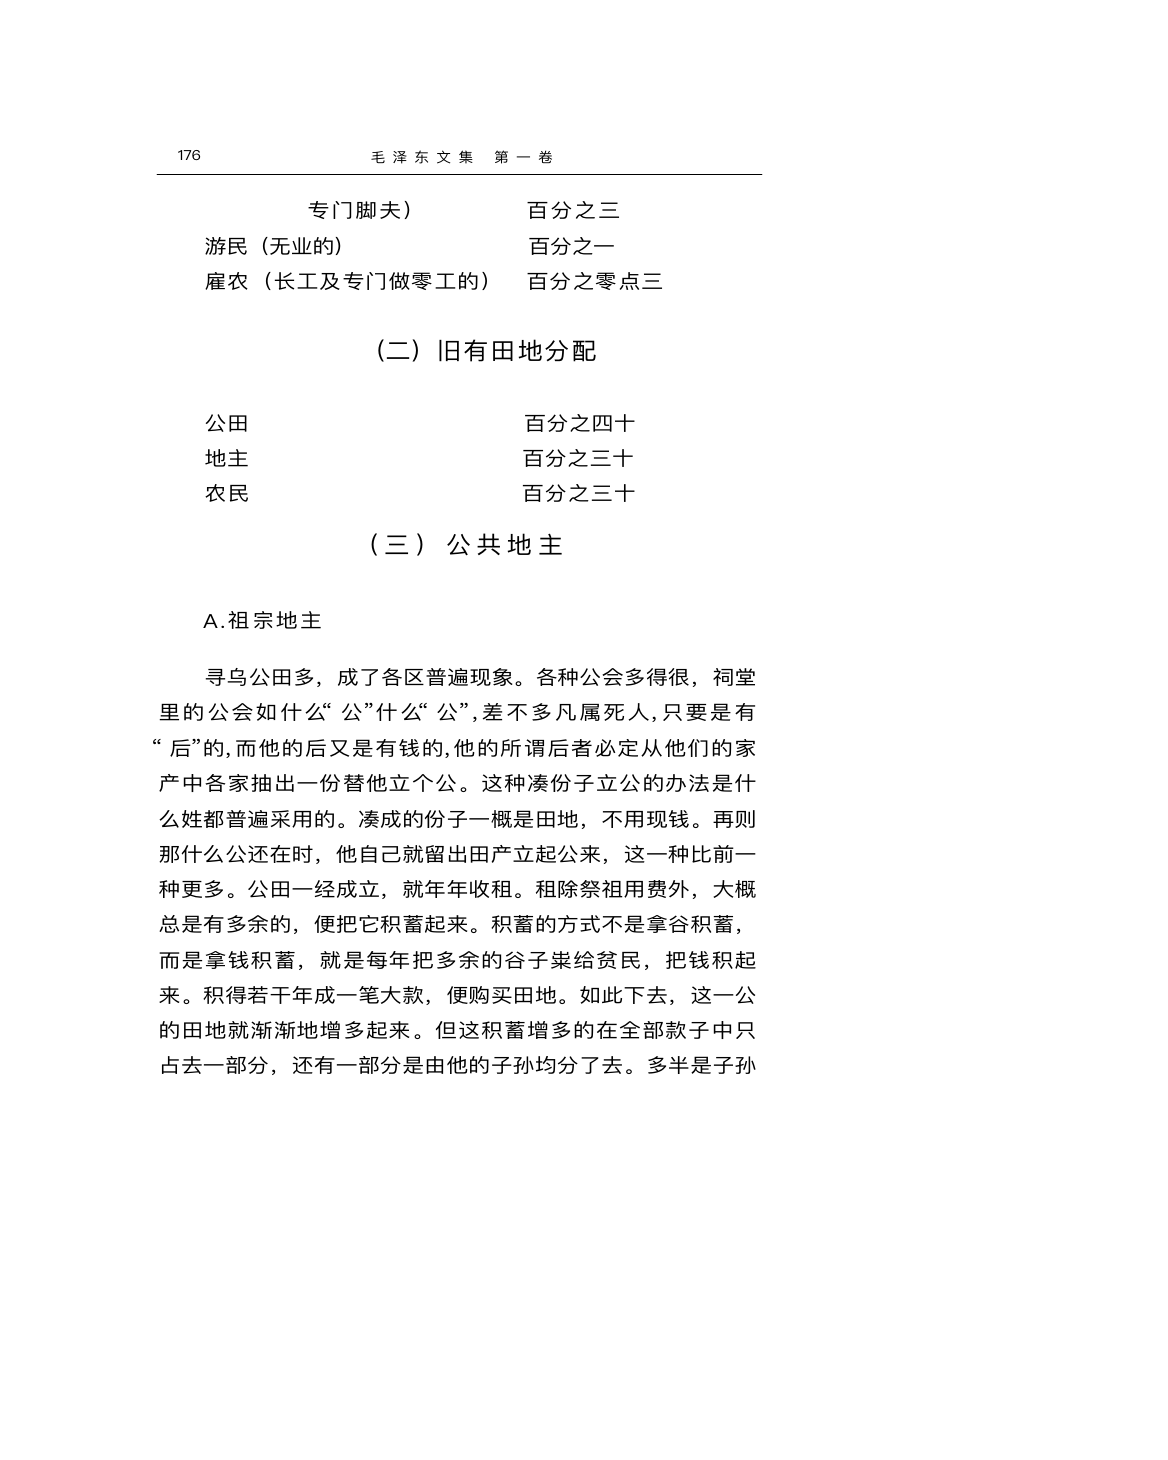 176 毛泽东文集 第一卷
专门脚夫） 百分之三
游民（无业的） 百分之一
雇农（长工及专门做零工的） 百分之零点三
（二）旧有田地分配
公田 百分之四十
地主 百分之三十
农民 百分之三十
（三）公共地主
A.祖宗地主
寻乌公田多，成了各区普遍现象。各种公会多得很，祠堂
里的公会如什么“ 公”什么“ 公”,差不多凡属死人,只要是有
“ 后”的,而他的后又是有钱的,他的所谓后者必定从他们的家
产中各家抽出一份替他立个公。这种凑份子立公的办法是什
么姓都普遍采用的。凑成的份子一概是田地，不用现钱。再则
那什么公还在时，他自己就留出田产立起公来，这一种比前一
种更多。公田一经成立，就年年收租。租除祭祖用费外，大概
总是有多余的，便把它积蓄起来。积蓄的方式不是拿谷积蓄，
而是拿钱积蓄，就是每年把多余的谷子粜给贫民，把钱积起
来。积得若干年成一笔大款，便购买田地。如此下去，这一公
的田地就渐渐地增多起来。但这积蓄增多的在全部款子中只
占去一部分，还有一部分是由他的子孙均分了去。多半是子孙